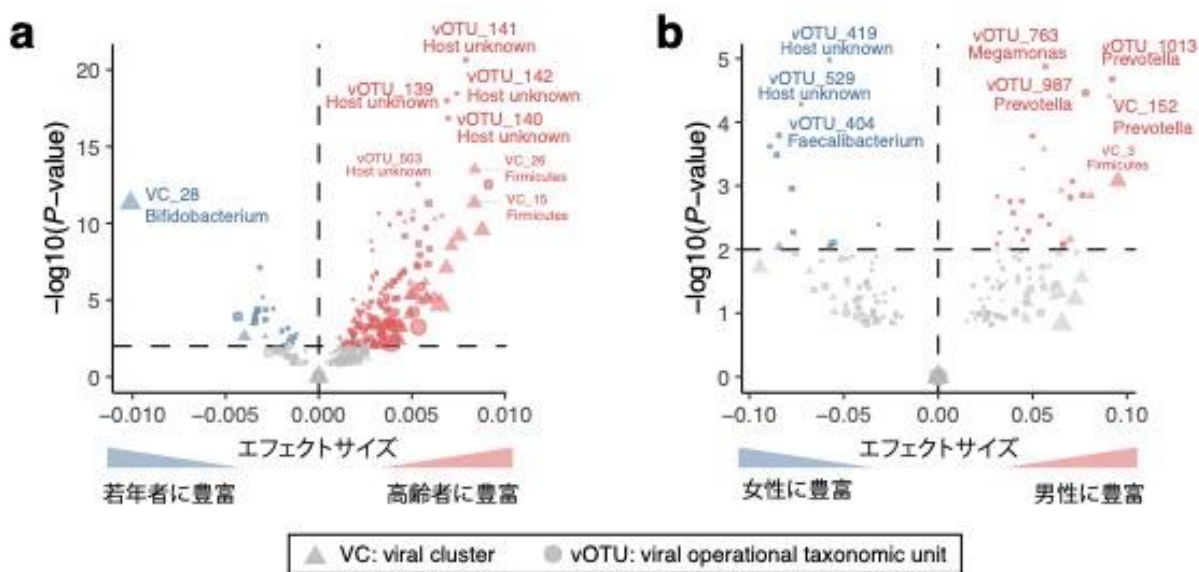 a
vOTU_141
Host unknown
vOTU_139
Host unknown
vOTU_142
Host unknown
vOTU_140
Host unknown
vOTU_503
Host unknown
VC_26
Firmicutes
VC_15
Firmicutes
VC_28
Bifidobacterium
−log10(P−value)
20
15
10
5
0
−0.010
−0.005
0.000
0.005
0.010
エフェクトサイズ
若年者に豊富
高齢者に豊富
b
vOTU_419
Host unknown
vOTU_529
Host unknown
vOTU_404
Faecalibacterium
vOTU_763
Megamonas
vOTU_1013
Prevotella
vOTU_987
Prevotella
VC_152
Prevotella
VC_3
Firmicutes
−log10(P−value)
5
4
3
2
1
0
−0.10
−0.05
0.00
0.05
0.10
エフェクトサイズ
女性に豊富
男性に豊富
VC: viral cluster
vOTU: viral operational taxonomic unit